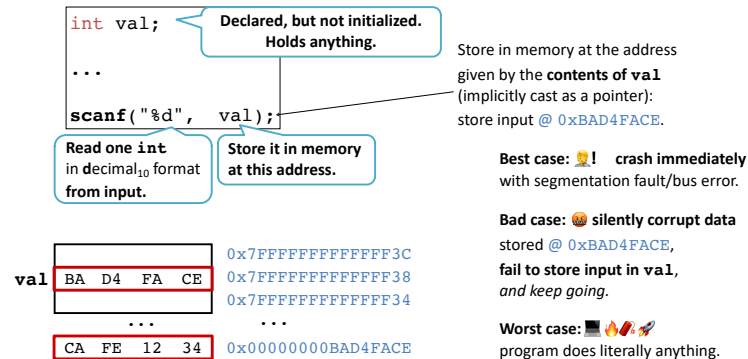 int val;
Declared, but not initialized.
Holds anything.
...
scanf("%d", val);
Read one int
in decimal₁₀ format
from input.
Store it in memory
at this address.
Store in memory at the address
given by the contents of val
(implicitly cast as a pointer):
store input @ 0xBAD4FACE.
Best case: 🤦! crash immediately
with segmentation fault/bus error.
Bad case: 🤬 silently corrupt data
stored @ 0xBAD4FACE,
fail to store input in val,
and keep going.
Worst case: 💻🔥🧨🚀
program does literally anything.
0x7FFFFFFFFFFFFF3C
val BA D4 FA CE 0x7FFFFFFFFFFFFF38
0x7FFFFFFFFFFFFF34
... ...
CA FE 12 34 0x00000000BAD4FACE